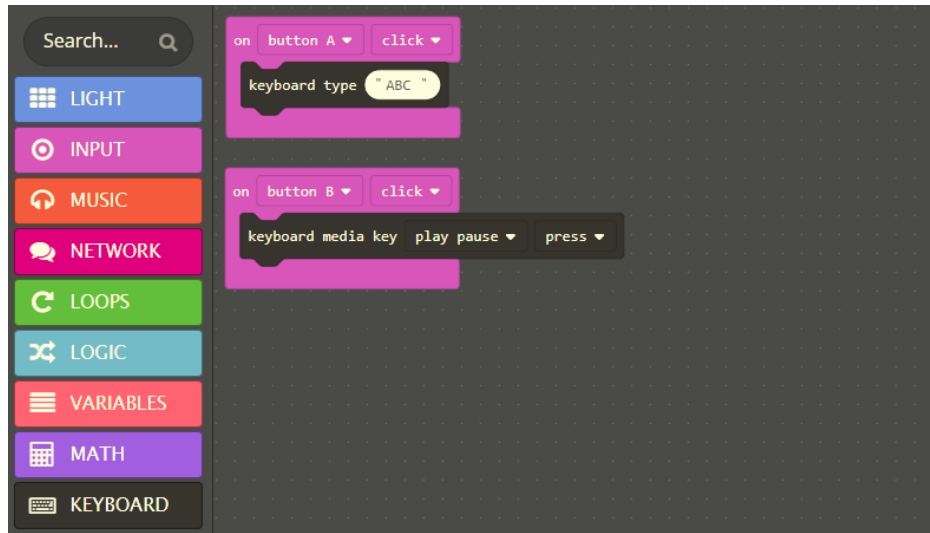 Search...
LIGHT
INPUT
MUSIC
NETWORK
LOOPS
LOGIC
VARIABLES
MATH
KEYBOARD
on button A click
keyboard type "ABC "
on button B click
keyboard media key play pause press